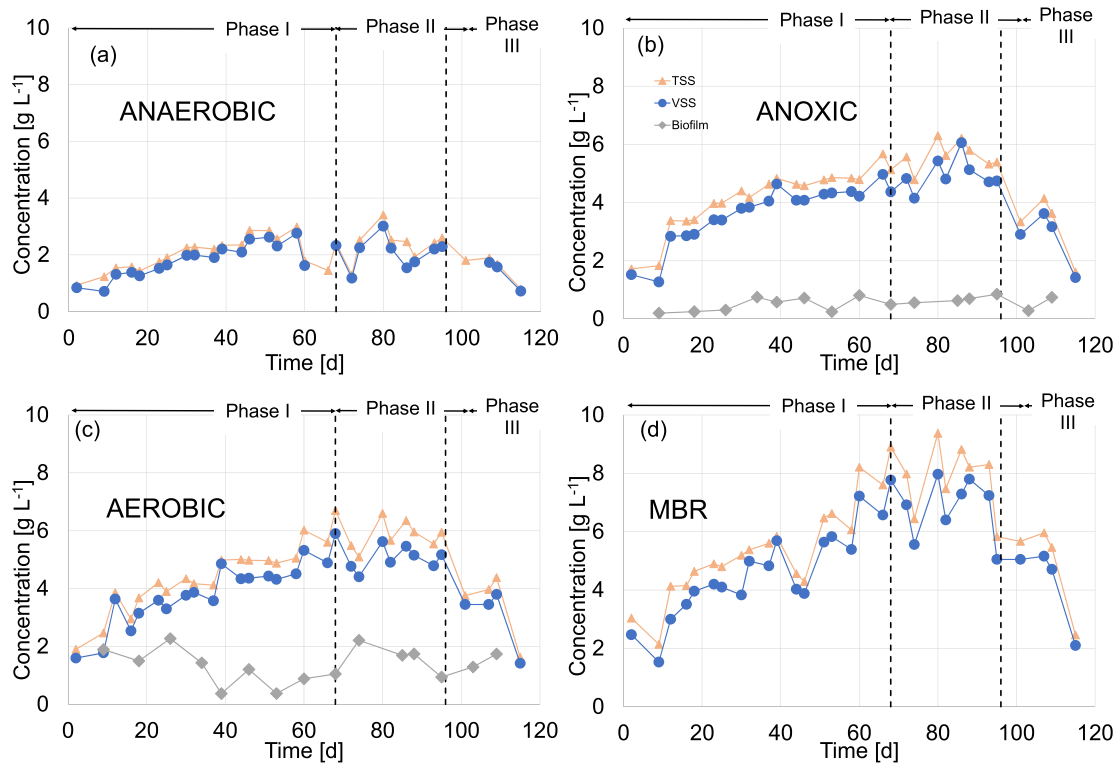 Phase I
Phase II
Phase
III
10
8
6
4
2
0
Concentration [g L-1]
(a)
ANAEROBIC
0 20 40 60 80 100 120
Time [d]
Phase I
Phase II
Phase
III
10
8
6
4
2
0
Concentration [g L-1]
(b)
TSS
VSS
Biofilm
ANOXIC
0 20 40 60 80 100 120
Time [d]
Phase I
Phase II
Phase
III
10
8
6
4
2
0
Concentration [g L-1]
(c)
AEROBIC
0 20 40 60 80 100 120
Time [d]
Phase I
Phase II
Phase
III
10
8
6
4
2
0
Concentration [g L-1]
(d)
MBR
0 20 40 60 80 100 120
Time [d]